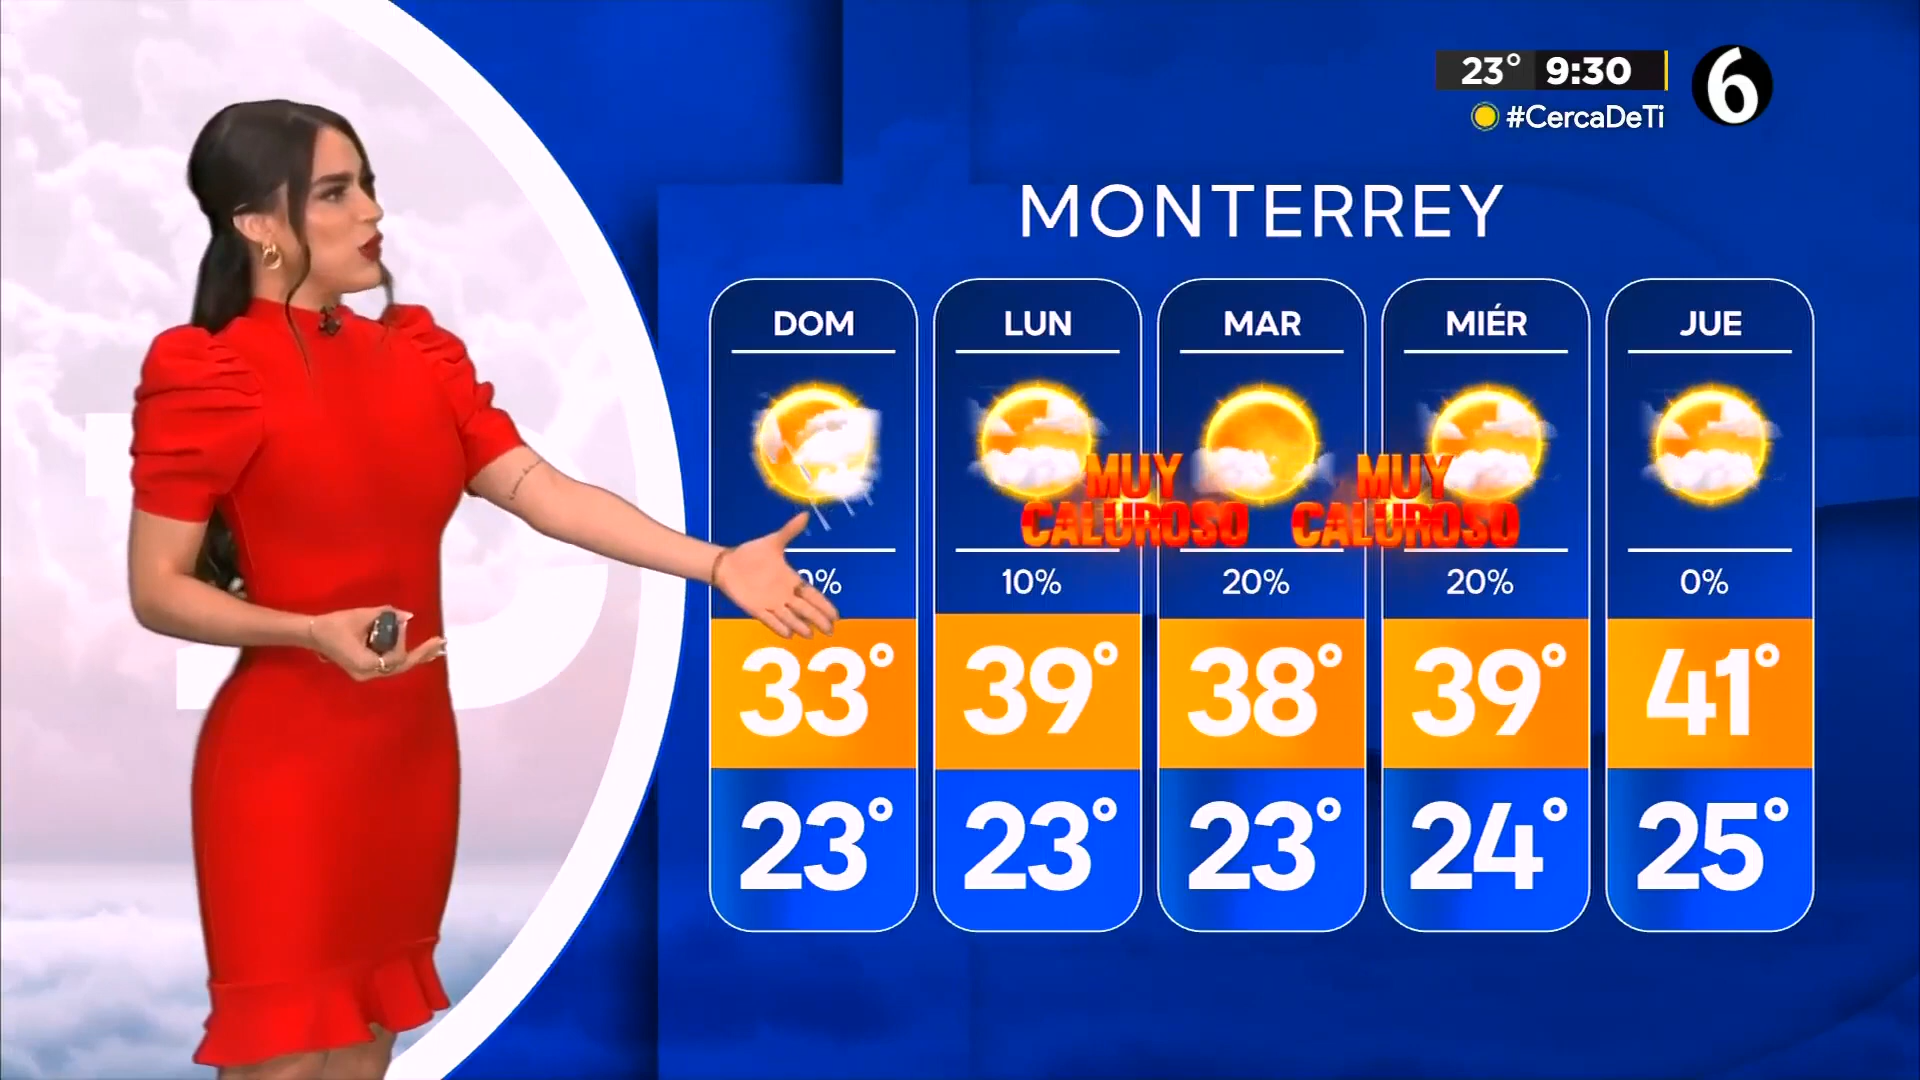 23° 9:30
#CercaDeTi
6
MONTERREY
DOM LUN MAR MIÉR JUE
MUY MUY
CALUROSO CALUROSO
10% 20% 20% 0%
33° 39° 38° 39° 41°
23° 23° 23° 24° 25°